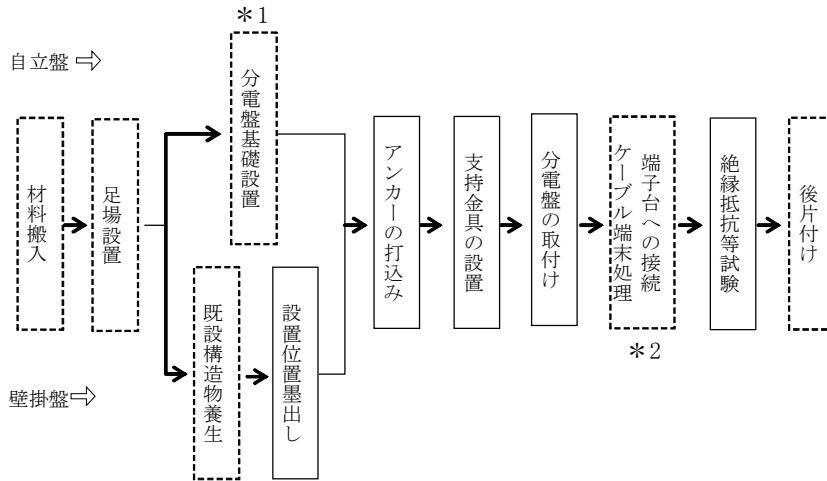 *1
自立盤
分電盤基礎設置
材料搬入
足場設置
アンカーの打込み
支持金具の設置
分電盤の取付け
端子台への接続
ケーブル端末処理
絶縁抵抗等試験
後片付け
既設構造物養生
設置位置墨出し
*2
壁掛盤